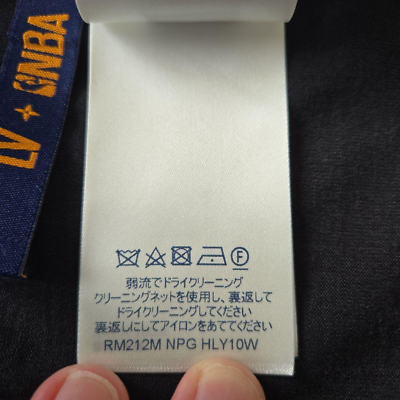 LV + NBA
F
弱流でドライクリーニング
クリーニングネットを使用し、裏返して
ドライクリーニングしてください
裏返しにしてアイロンをあててください
RM212M NPG HLY10W